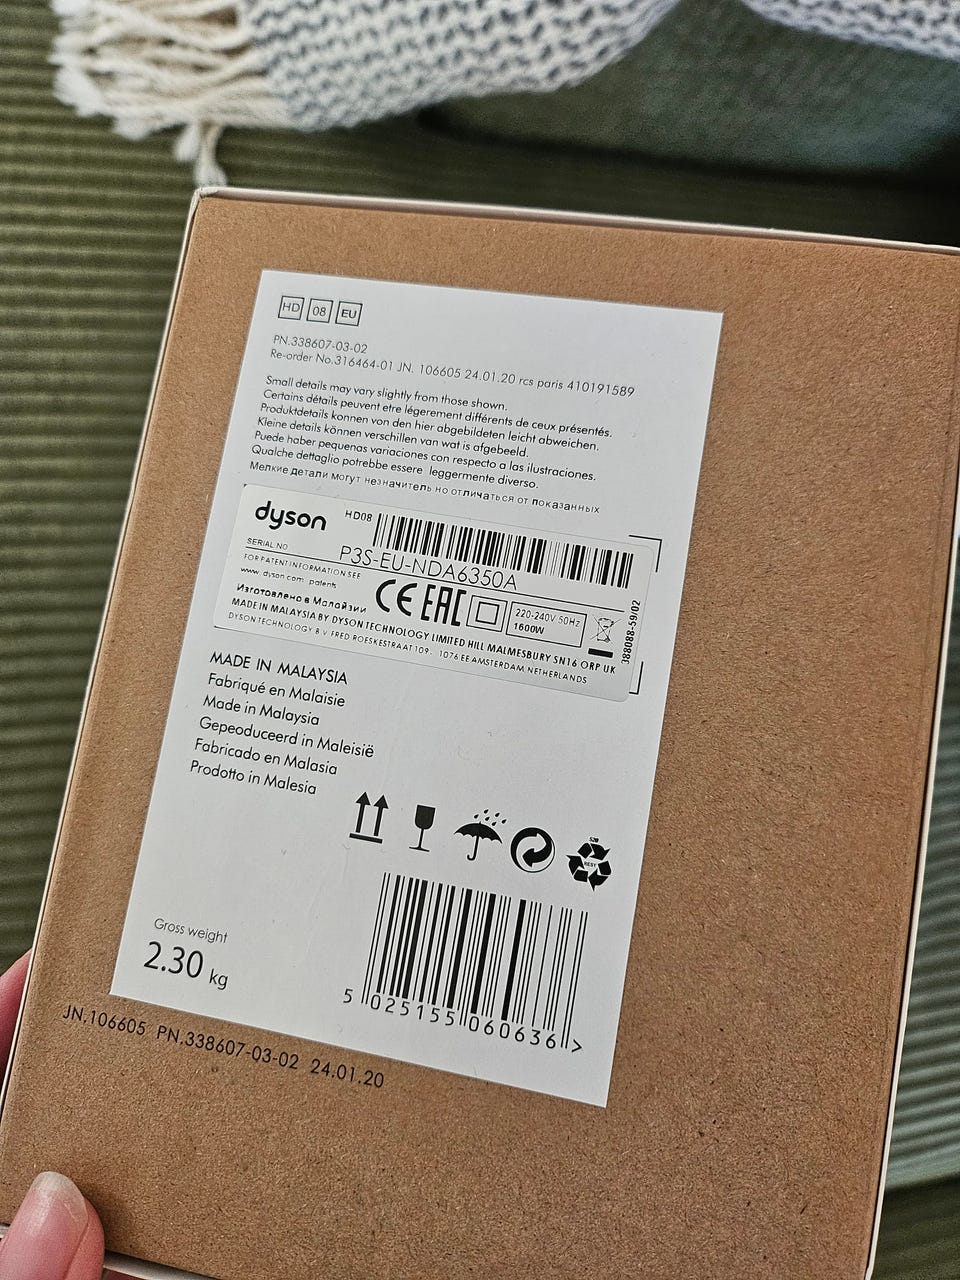 HD 08 EU
PN.338607-03-02
Re-order No.316464-01 JN. 106605 24.01.20 rcs paris 410191589
Small details may vary slightly from those shown.
Certains détails peuvent etre légerement différents de ceux présentés.
Produktdetails konnen von den hier abgebildeten leicht abweichen.
Kleine details können verschillen van wat is afgebeeld.
Puede haber pequenas variaciones con respecto a las ilustraciones.
Qualche dettaglio potrebbe essere leggermente diverso.
Мелкие детали могут незначитель но отличаться от показанных
dyson
HD08
SERIAL.NO
P3S-EU-NDA6350A
FOR PATENT INFORMATION SEE
www.dyson.com patents
Изготовлено в Малайзии
CE EAC
220-240V 50Hz
1600W
MADE IN MALAYSIA BY DYSON TECHNOLOGY LIMITED HILL MALMESBURY SN16 ORP UK
DYSON TECHNOLOGY B V FRED ROESKESTRAAT 109. 1076 EE AMSTERDAM NETHERLANDS
388088-59/02
MADE IN MALAYSIA
Fabriqué en Malaisie
Made in Malaysia
Gepeoduceerd in Maleisië
Fabricado en Malasia
Prodotto in Malesia
RESY
Gross weight
2.30 kg
5 025155 060636 >
JN.106605 PN.338607-03-02 24.01.20